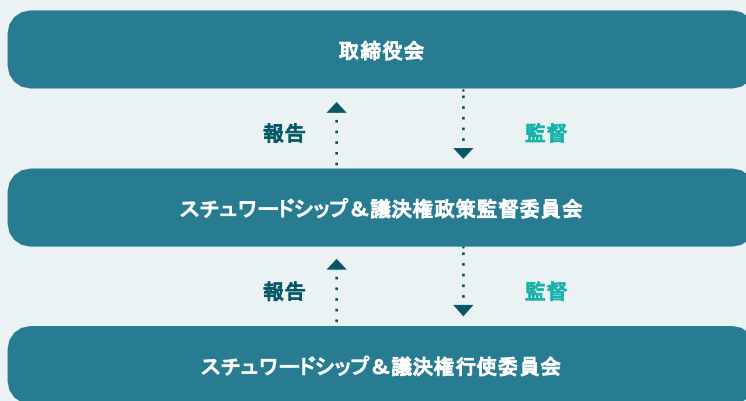 取締役会
報告 監督
スチュワードシップ＆議決権政策監督委員会
報告 監督
スチュワードシップ＆議決権行使委員会